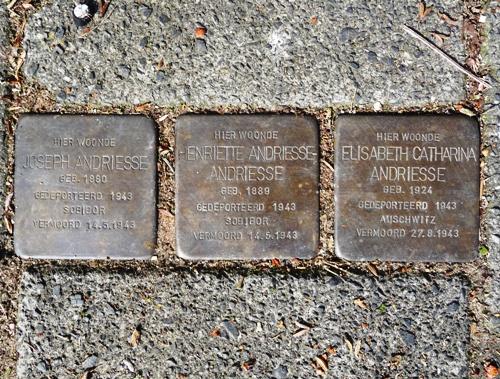 HIER WOONDE
JOSEPH ANDRIESSE
GEB. 1880
GEDEPORTEERD 1943
SOBIBOR
VERMOORD 14.5.1943
HIER WOONDE
HENRIETTE ANDRIESSE-
ANDRIESSE
GEB. 1889
GEDEPORTEERD 1943
SOBIBOR
VERMOORD 14.5.1943
HIER WOONDE
ELISABETH CATHARINA
ANDRIESSE
GEB. 1924
GEDEPORTEERD 1943
AUSCHWITZ
VERMOORD 27.8.1943